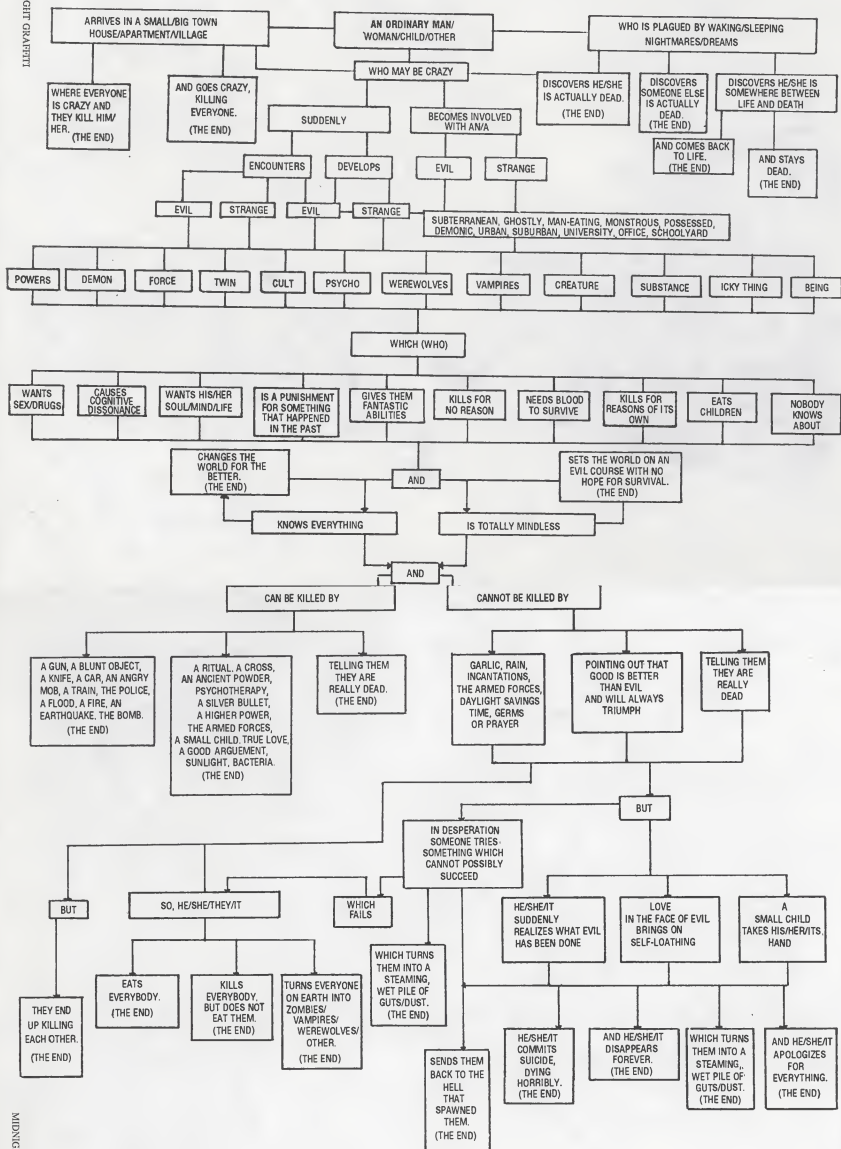 GHT GRAFFITI
ARRIVES IN A SMALL/BIG TOWN
HOUSE/APARTMENT/VILLAGE
AN ORDINARY MAN/
WOMAN/CHILD/OTHER
WHO IS PLAGUED BY WAKING/SLEEPING
NIGHTMARES/DREAMS
WHERE EVERYONE
IS CRAZY AND
THEY KILL HIM/
HER. (THE END)
AND GOES CRAZY,
KILLING
EVERYONE.
(THE END)
WHO MAY BE CRAZY
DISCOVERS HE/SHE
IS ACTUALLY DEAD.
(THE END)
DISCOVERS
SOMEONE ELSE
IS ACTUALLY
DEAD.
(THE END)
DISCOVERS HE/SHE IS
SOMEWHERE BETWEEN
LIFE AND DEATH
AND COMES BACK
TO LIFE.
(THE END)
AND STAYS
DEAD.
(THE END)
SUDDENLY
BECOMES INVOLVED
WITH AN/A
ENCOUNTERS
DEVELOPS
EVIL
STRANGE
EVIL
STRANGE
EVIL
STRANGE
SUBTERRANEAN, GHOSTLY, MAN-EATING, MONSTROUS, POSSESSED,
DEMONIC, URBAN, SUBURBAN, UNIVERSITY, OFFICE, SCHOOLYARD
POWERS
DEMON
FORCE
TWIN
CULT
PSYCHO
WEREWOLVES
VAMPIRES
CREATURE
SUBSTANCE
ICKY THING
BEING
WHICH (WHO)
WANTS
SEX/DRUGS
CAUSES
COGNITIVE
DISSONANCE
WANTS HIS/HER
SOUL/MIND/LIFE
IS A PUNISHMENT
FOR SOMETHING
THAT HAPPENED
IN THE PAST
GIVES THEM
FANTASTIC
ABILITIES
KILLS FOR
NO REASON
NEEDS BLOOD
TO SURVIVE
KILLS FOR
REASONS OF ITS
OWN
EATS
CHILDREN
NOBODY
KNOWS
ABOUT
CHANGES THE
WORLD FOR THE
BETTER.
(THE END)
AND
SETS THE WORLD ON AN
EVIL COURSE WITH NO
HOPE FOR SURVIVAL.
(THE END)
KNOWS EVERYTHING
IS TOTALLY MINDLESS
AND
CAN BE KILLED BY
CANNOT BE KILLED BY
A GUN, A BLUNT OBJECT,
A KNIFE, A CAR, AN ANGRY
MOB, A TRAIN, THE POLICE,
A FLOOD, A FIRE, AN
EARTHQUAKE, THE BOMB.
(THE END)
A RITUAL, A CROSS,
AN ANCIENT POWDER,
PSYCHOTHERAPY,
A SILVER BULLET,
A HIGHER POWER,
THE ARMED FORCES,
A SMALL CHILD. TRUE LOVE,
A GOOD ARGUEMENT,
SUNLIGHT, BACTERIA.
(THE END)
TELLING THEM
THEY ARE
REALLY DEAD.
(THE END)
GARLIC, RAIN,
INCANTATIONS,
THE ARMED FORCES,
DAYLIGHT SAVINGS
TIME, GERMS
OR PRAYER
POINTING OUT THAT
GOOD IS BETTER
THAN EVIL
AND WILL ALWAYS
TRIUMPH
TELLING THEM
THEY ARE
REALLY
DEAD
BUT
IN DESPERATION
SOMEONE TRIES
SOMETHING WHICH
CANNOT POSSIBLY
SUCCEED
BUT
SO, HE/SHE/THEY/IT
WHICH
FAILS
HE/SHE/IT
SUDDENLY
REALIZES WHAT EVIL
HAS BEEN DONE
LOVE
IN THE FACE OF EVIL
BRINGS ON
SELF-LOATHING
A
SMALL CHILD
TAKES HIS/HER/ITS
HAND
THEY END
UP KILLING
EACH OTHER.
(THE END)
EATS
EVERYBODY.
(THE END)
KILLS
EVERYBODY,
BUT DOES NOT
EAT THEM.
(THE END)
TURNS EVERYONE
ON EARTH INTO
ZOMBIES/
VAMPIRES/
WEREWOLVES/
OTHER.
(THE END)
WHICH TURNS
THEM INTO A
STEAMING,
WET PILE OF
GUTS/DUST.
(THE END)
SENDS THEM
BACK TO THE
HELL
THAT
SPAWNED
THEM.
(THE END)
HE/SHE/IT
COMMITS
SUICIDE,
DYING
HORRIBLY.
(THE END)
AND HE/SHE/IT
DISAPPEARS
FOREVER.
(THE END)
WHICH TURNS
THEM INTO A
STEAMING,,
WET PILE OF
GUTS/DUST.
(THE END)
AND HE/SHE/IT
APOLOGIZES
FOR
EVERYTHING.
(THE END)
MIDNIG